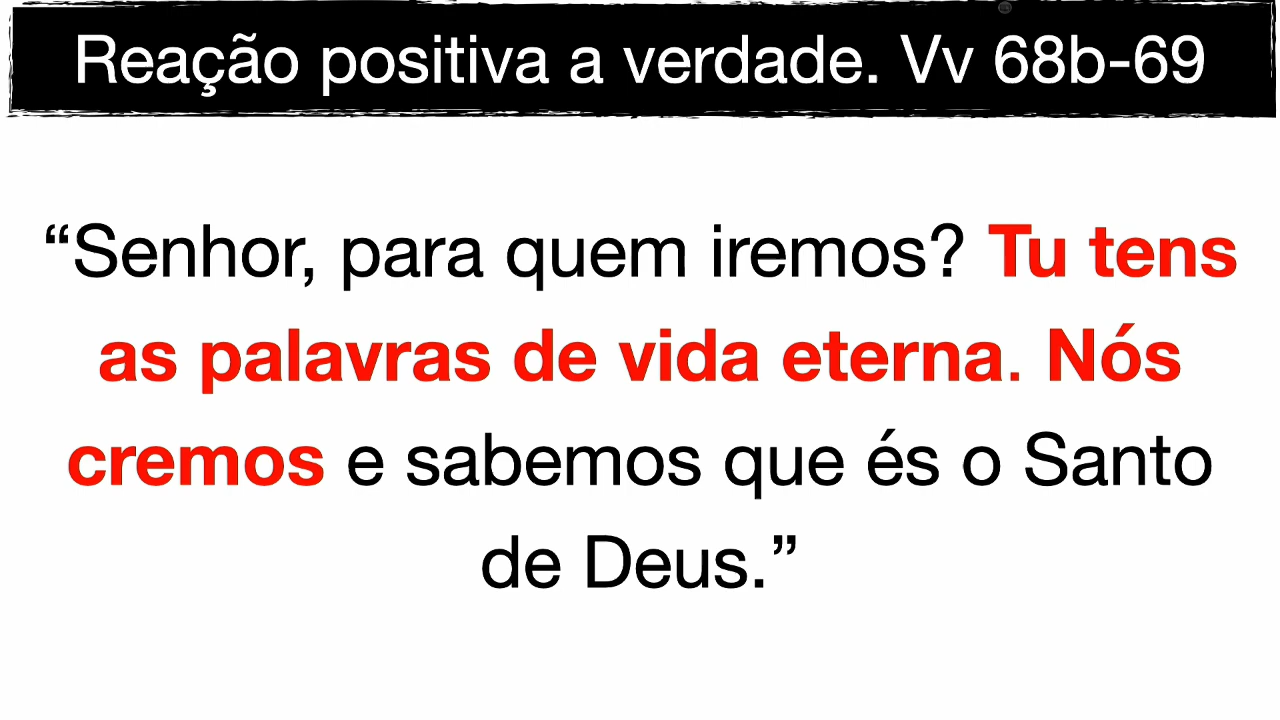 Reação positiva a verdade. Vv 68b-69
“Senhor, para quem iremos? Tu tens
as palavras de vida eterna. Nós
cremos e sabemos que és o Santo
de Deus.”